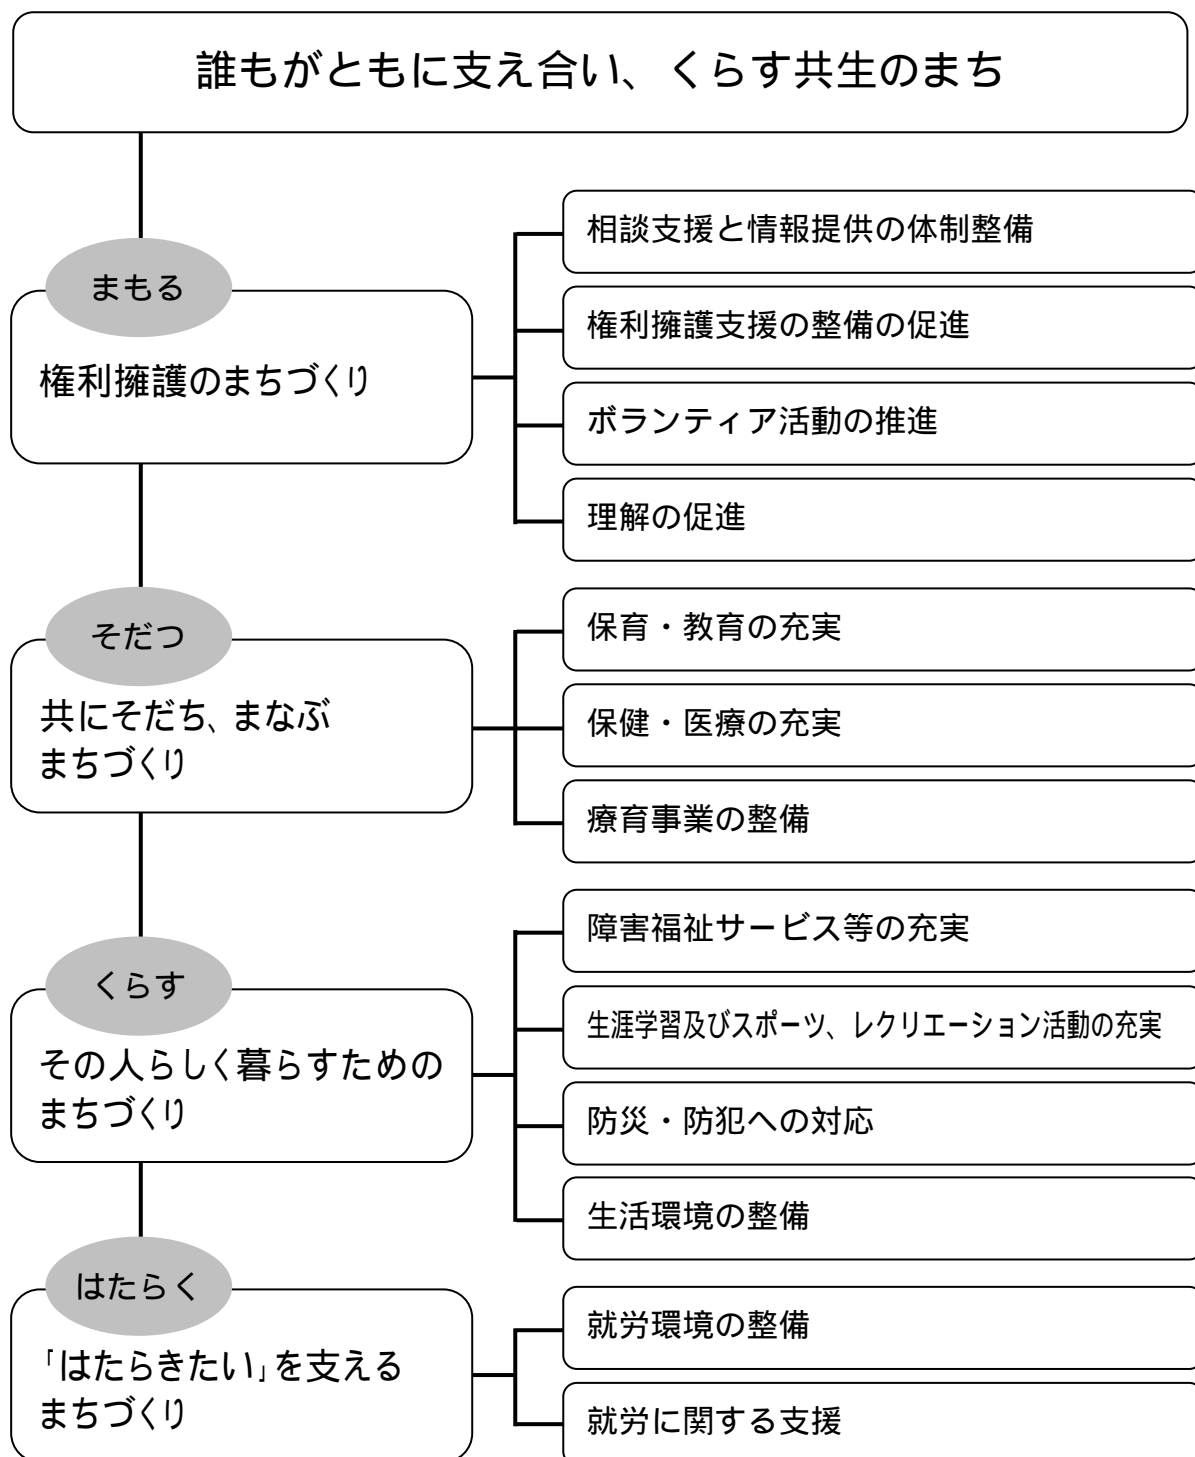 誰もがともに支え合い、くらす共生のまち
まもる
権利擁護のまちづくり
相談支援と情報提供の体制整備
権利擁護支援の整備の促進
ボランティア活動の推進
理解の促進
そだつ
共にそだち、まなぶ
まちづくり
保育・教育の充実
保健・医療の充実
療育事業の整備
くらす
その人らしく暮らすための
まちづくり
障害福祉サービス等の充実
生涯学習及びスポーツ、レクリエーション活動の充実
防災・防犯への対応
生活環境の整備
はたらく
「はたらきたい」を支える
まちづくり
就労環境の整備
就労に関する支援